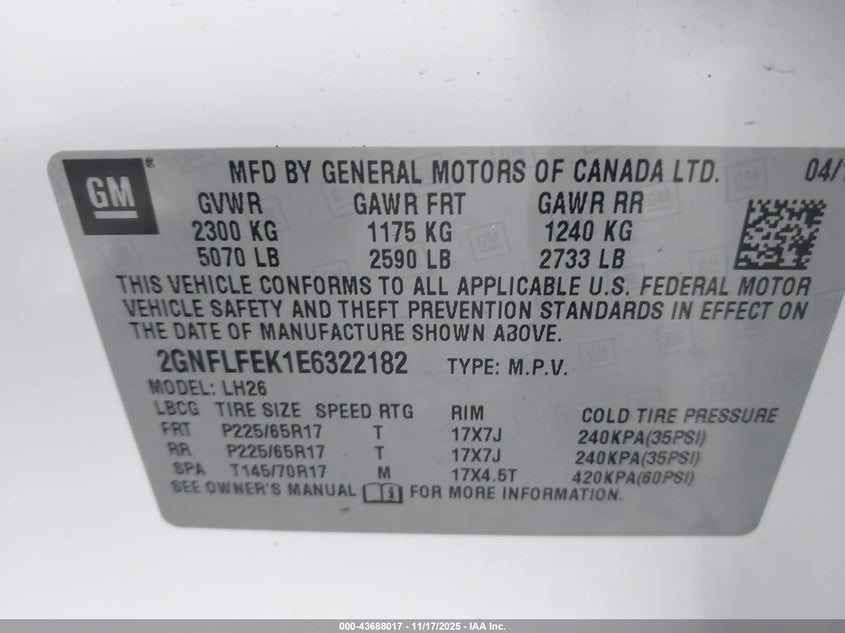 GM
MFD BY GENERAL MOTORS OF CANADA LTD. 04/
GVWR GAWR FRT GAWR RR
2300 KG 1175 KG 1240 KG
5070 LB 2590 LB 2733 LB
THIS VEHICLE CONFORMS TO ALL APPLICABLE U.S. FEDERAL MOTOR
VEHICLE SAFETY AND THEFT PREVENTION STANDARDS IN EFFECT ON
THE DATE OF MANUFACTURE SHOWN ABOVE.
2GNFLFEK1E6322182 TYPE: M.P.V.
MODEL: LH26
LBCG TIRE SIZE SPEED RTG RIM COLD TIRE PRESSURE
FRT P225/65R17 T 17X7J 240KPA(35PSI)
RR P225/65R17 T 17X7J 240KPA(35PSI)
SPA T145/70R17 M 17X4.5T 420KPA(60PSI)
SEE OWNER'S MANUAL FOR MORE INFORMATION.
000-43688017 — 11/17/2025 — IAA Inc.